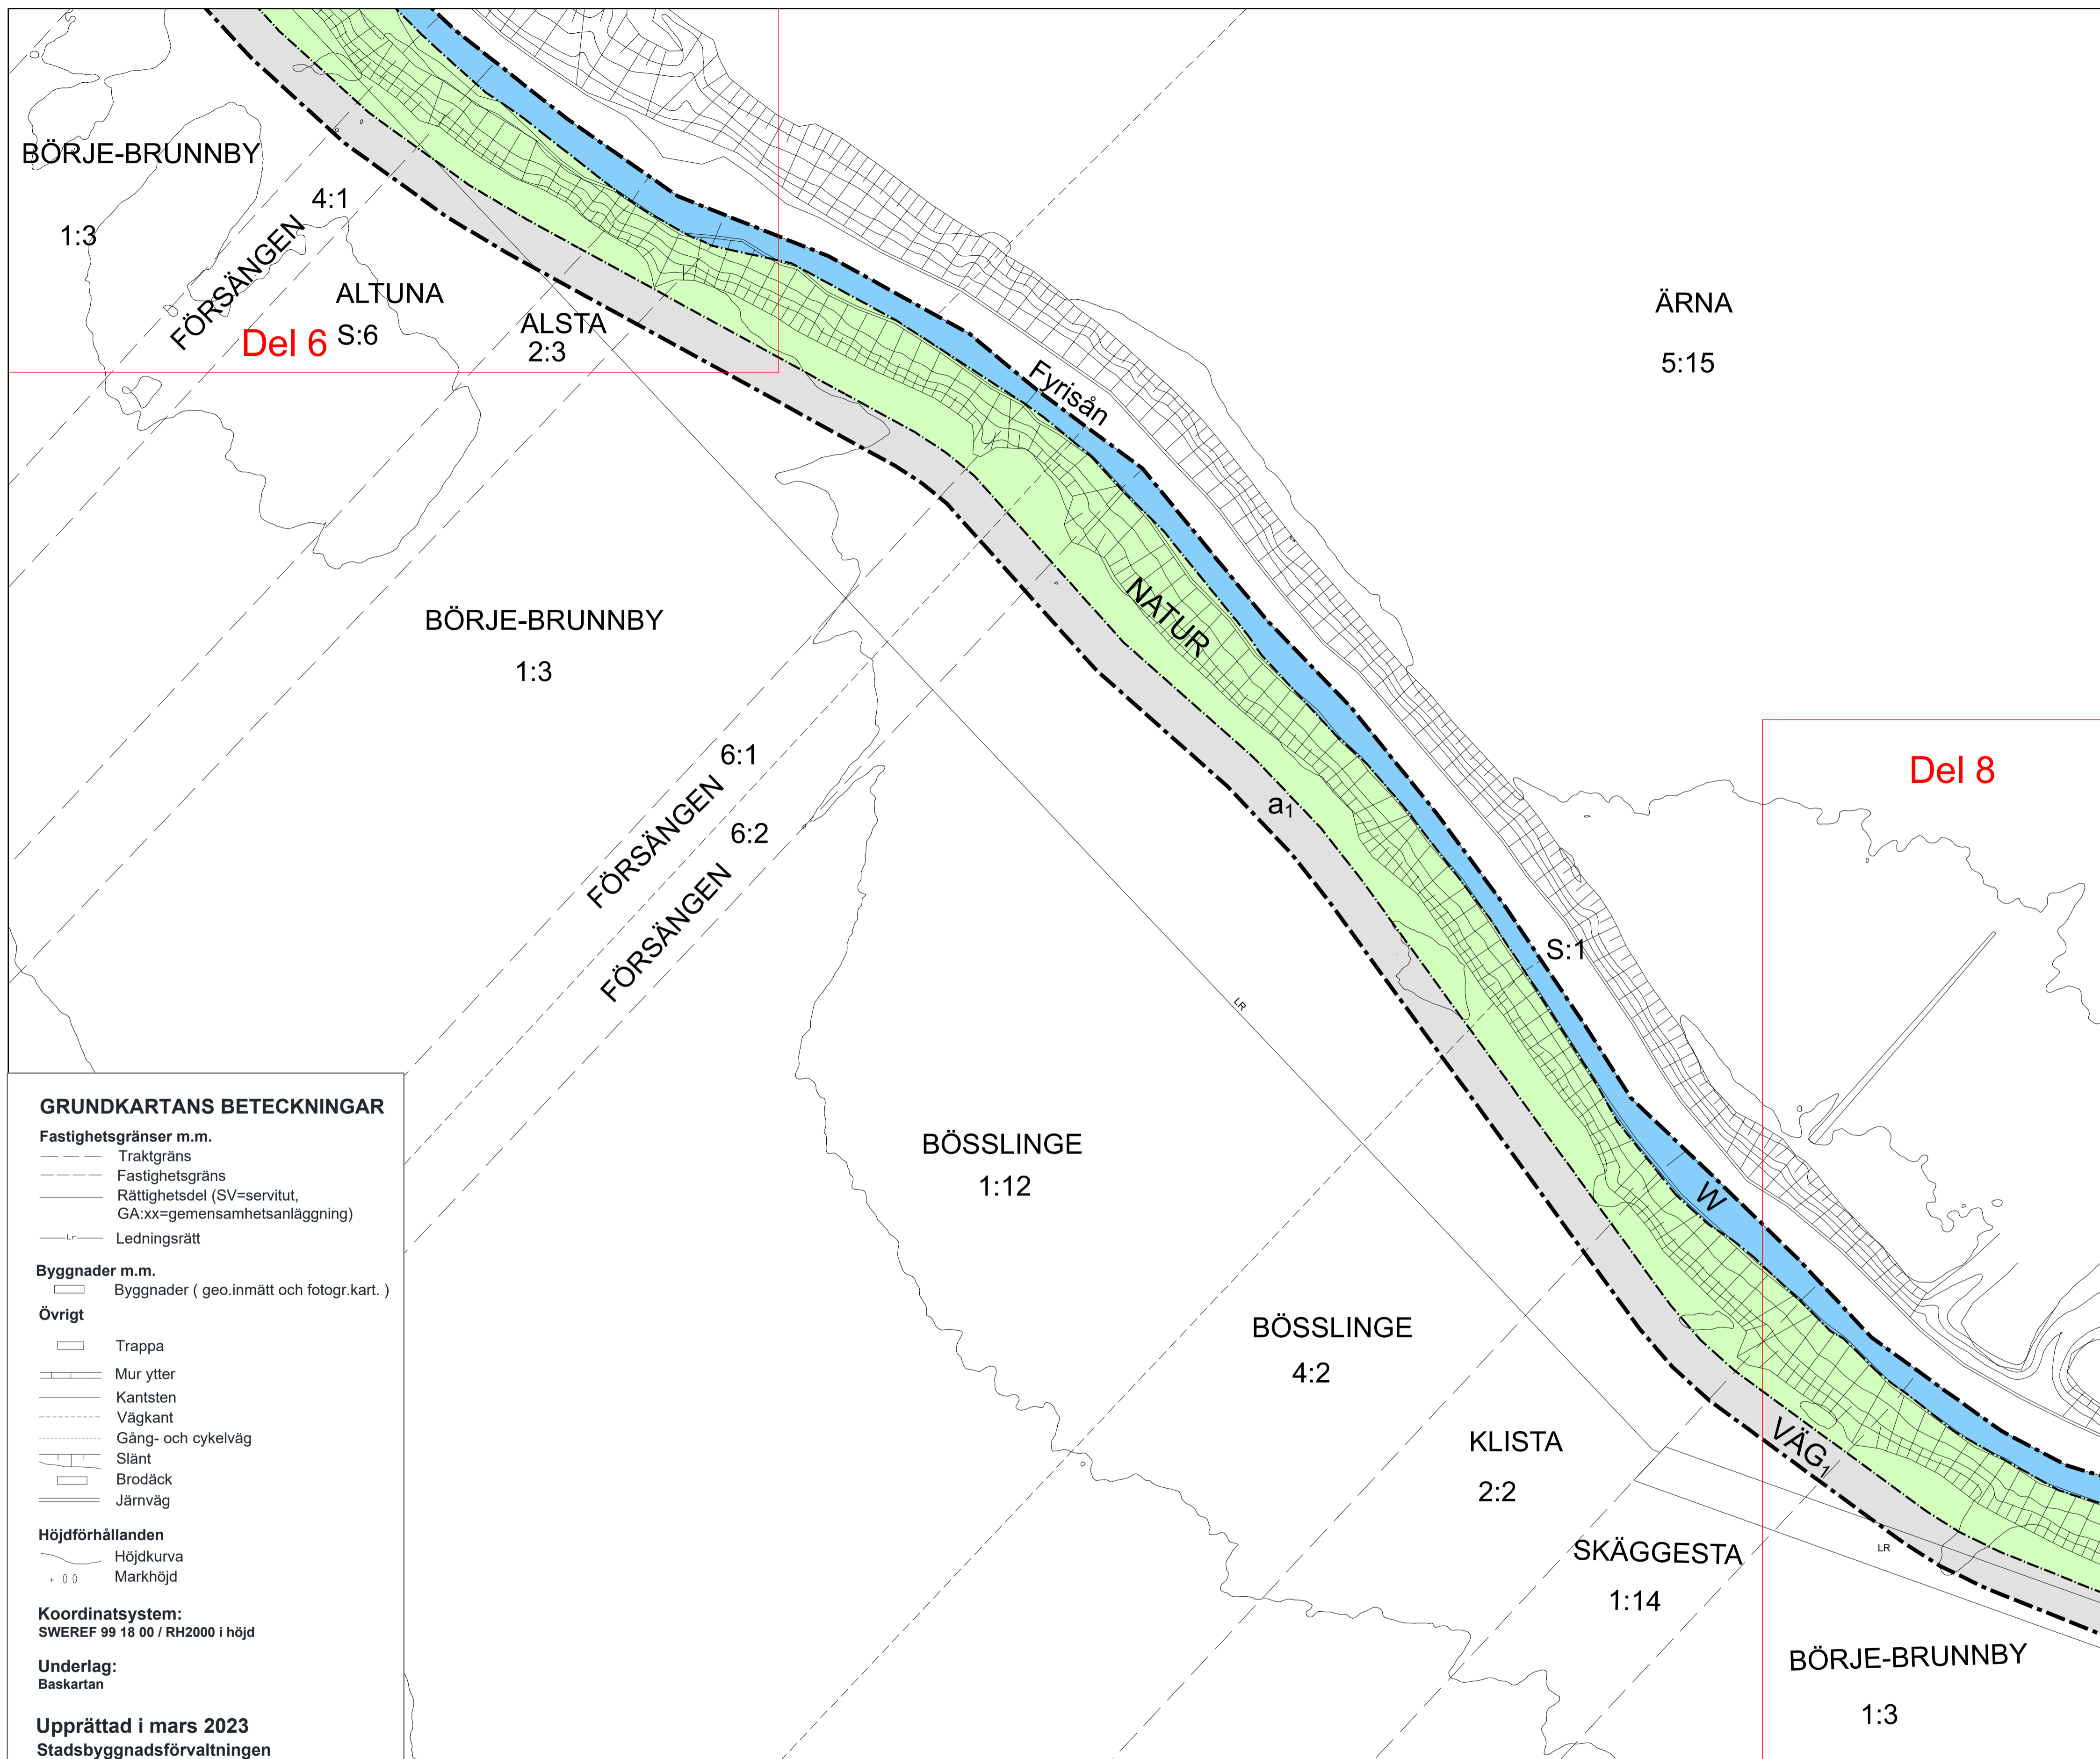 BÖRJE-BRUNNBY
1:3
FÖRSÄNGEN
4:1
ALTUNA
S:6
Del 6
ALSTA
2:3
Fyrisån
ÄRNA
5:15
BÖRJE-BRUNNBY
1:3
NATUR
FÖRSÄNGEN
6:1
FÖRSÄNGEN
6:2
a1
Del 8
S:1
LR
BÖSSLINGE
1:12
W
BÖSSLINGE
4:2
KLISTA
2:2
VÄG1
LR
SKÄGGESTA
1:14
BÖRJE-BRUNNBY
1:3
GRUNDKARTANS BETECKNINGAR
Fastighetsgränser m.m.
Traktgräns
Fastighetsgräns
Rättighetsdel (SV=servitut,
GA:xx=gemensamhetsanläggning)
Lr Ledningsrätt
Byggnader m.m.
Byggnader ( geo.inmätt och fotogr.kart. )
Övrigt
Trappa
Mur ytter
Kantsten
Vägkant
Gång- och cykelväg
Slänt
Brodäck
Järnväg
Höjdförhållanden
Höjdkurva
+ 0.0 Markhöjd
Koordinatsystem:
SWEREF 99 18 00 / RH2000 i höjd
Underlag:
Baskartan
Upprättad i mars 2023
Stadsbyggnadsförvaltningen